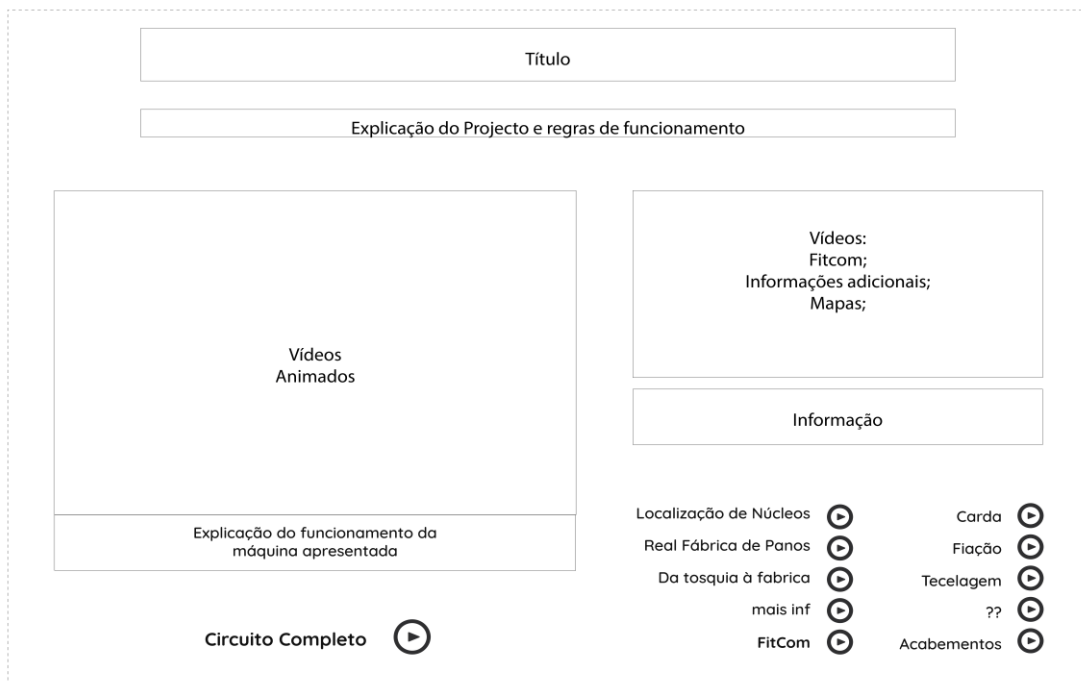 Título
Explicação do Projecto e regras de funcionamento
Vídeos
Animados
Explicação do funcionamento da
máquina apresentada
Circuito Completo
Vídeos:
Fitcom;
Informações adicionais;
Mapas;
Informação
Localização de Núcleos
Real Fábrica de Panos
Da tosquia à fabrica
mais inf
FitCom
Carda
Fiação
Tecelagem
??
Acabementos